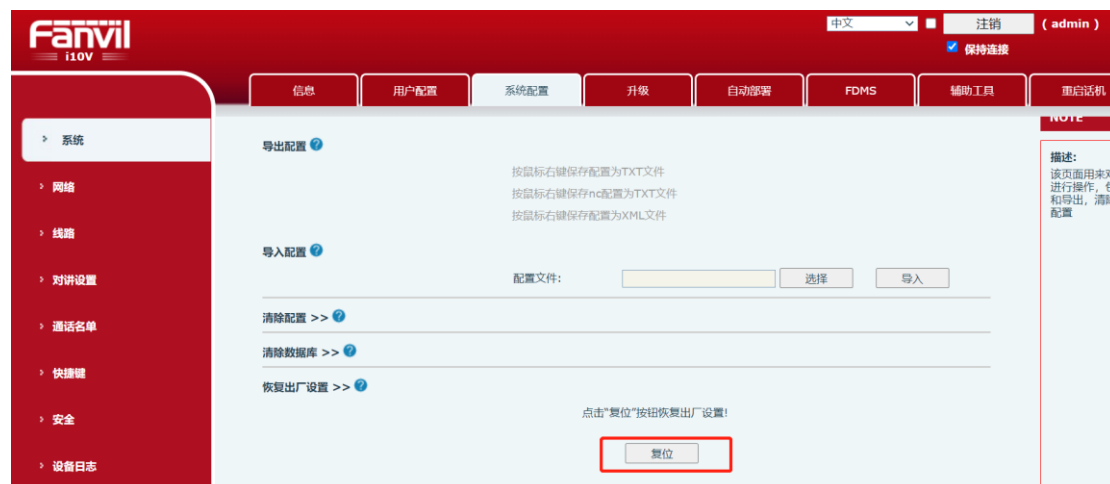 Fanvil
i10V
中文
注销
( admin )
保持连接
信息
用户配置
系统配置
升级
自动部署
FDMS
辅助工具
重启话机
NOTE
› 系统
› 网络
› 线路
› 对讲设置
› 通话名单
› 快捷键
› 安全
› 设备日志
导出配置 ?
按鼠标右键保存配置为TXT文件
按鼠标右键保存nc配置为TXT文件
按鼠标右键保存配置为XML文件
导入配置 ?
配置文件:
选择
导入
清除配置 >> ?
清除数据库 >> ?
恢复出厂设置 >> ?
点击"复位"按钮恢复出厂设置!
复位
描述:
该页面用来
进行操作,
和导出, 清
配置